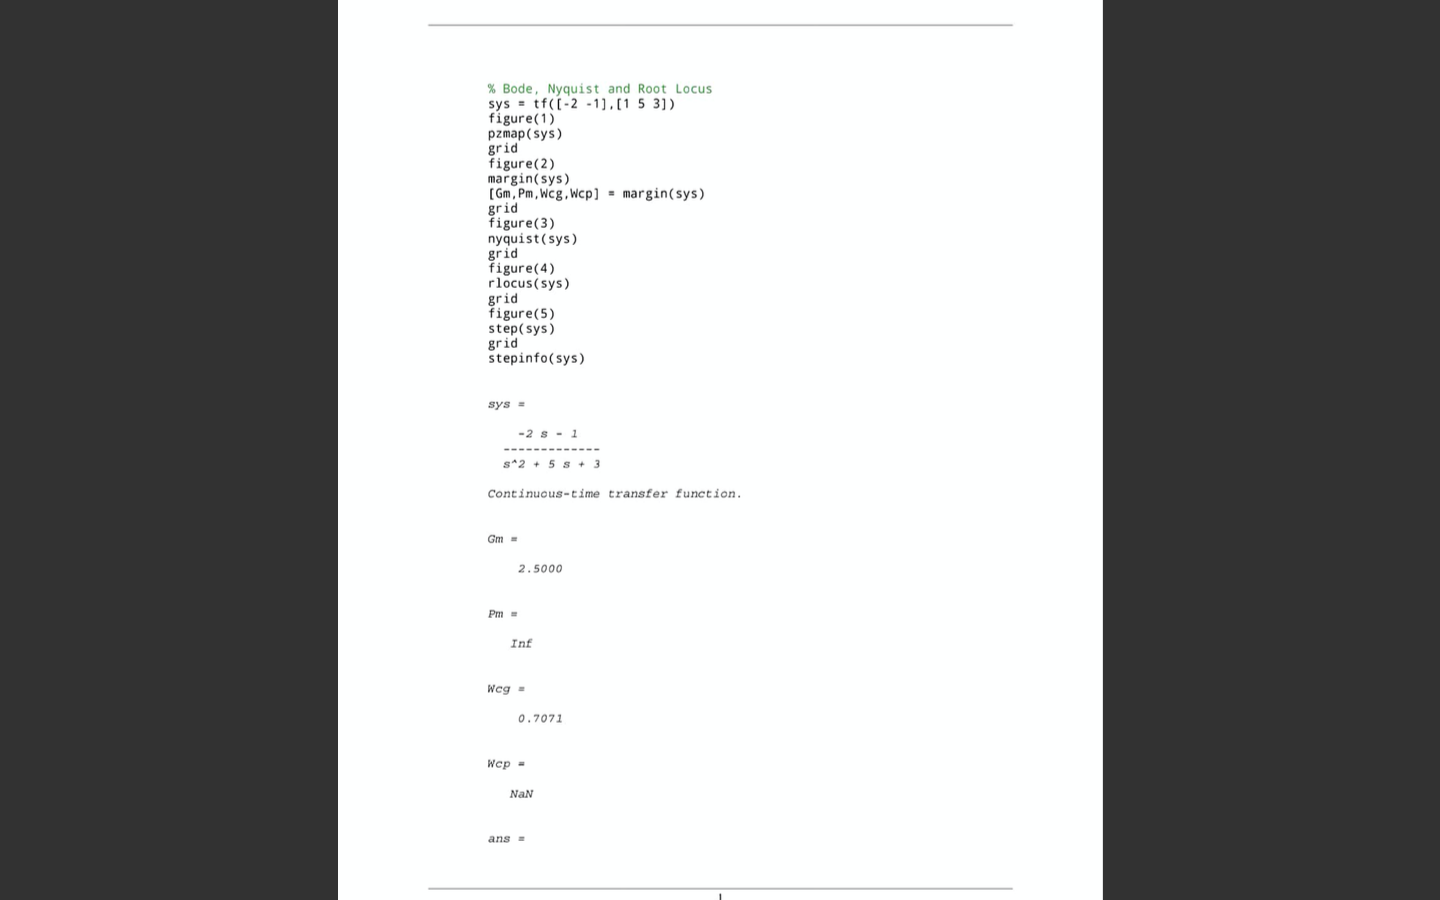 % Bode, Nyquist and Root Locus
sys = tf([-2 -1],[1 5 3])
figure(1)
pzmap(sys)
grid
figure(2)
margin(sys)
[Gm,Pm,Wcg,Wcp] = margin(sys)
grid
figure(3)
nyquist(sys)
grid
figure(4)
rlocus(sys)
grid
figure(5)
step(sys)
grid
stepinfo(sys)
sys =
-2 s - 1
-------------
s^2 + 5 s + 3
Continuous-time transfer function.
Gm =
2.5000
Pm =
Inf
Wcg =
0.7071
Wcp =
NaN
ans =